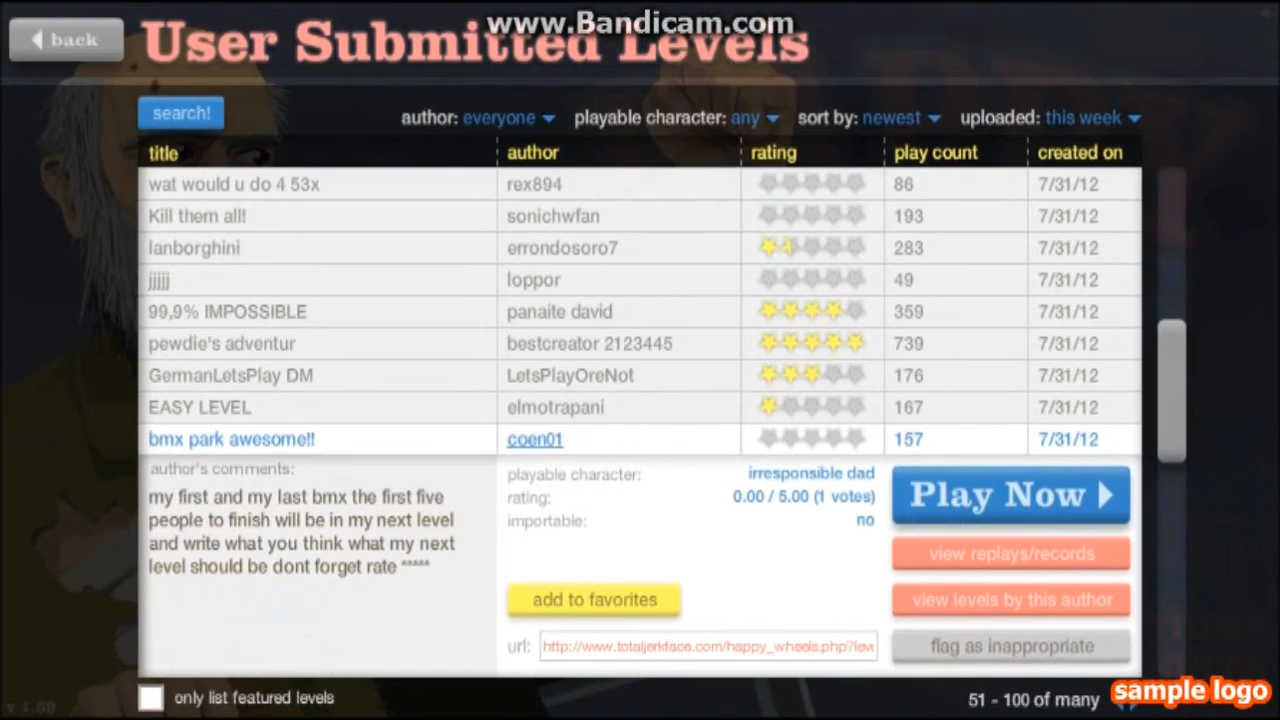 www.Bandicam.com
back
User Submitted Levels
search!
author: everyone playable character: any sort by: newest uploaded: this week
title author rating play count created on
wat would u do 4 53x rex894 86 7/31/12
Kill them all! sonichwfan 193 7/31/12
lanborghini errondosoro7 283 7/31/12
jjjjj loppor 49 7/31/12
99,9% IMPOSSIBLE panaite david 359 7/31/12
pewdie's adventur bestcreator 2123445 739 7/31/12
GermanLetsPlay DM LetsPlayOreNot 176 7/31/12
EASY LEVEL elmotrapani 167 7/31/12
bmx park awesome!! coen01 157 7/31/12
author's comments:
my first and my last bmx the first five
people to finish will be in my next level
and write what you think what my next
level should be dont forget rate *****
playable character: irresponsible dad
rating: 0.00 / 5.00 (1 votes)
importable: no
add to favorites
url: http://www.totaljerkface.com/happy_wheels.php?lev
Play Now
view replays/records
view levels by this author
flag as inappropriate
only list featured levels
51 - 100 of many
sample logo
v 1.69